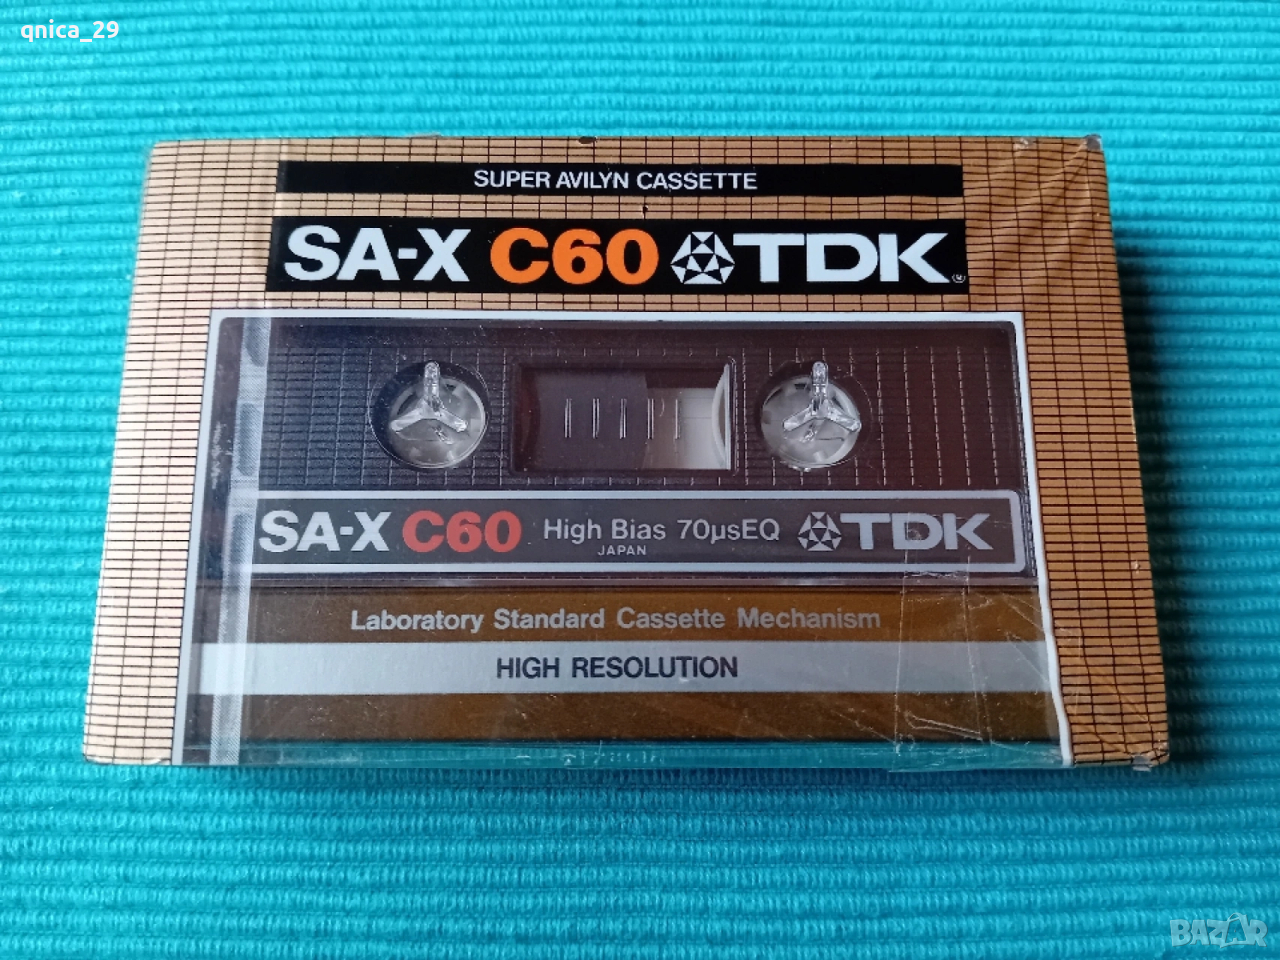 qnica_29
SUPER AVILYN CASSETTE
SA-X C60 TDK®
SA-X C60 High Bias 70µsEQ TDK
JAPAN
Laboratory Standard Cassette Mechanism
HIGH RESOLUTION
BAZAR